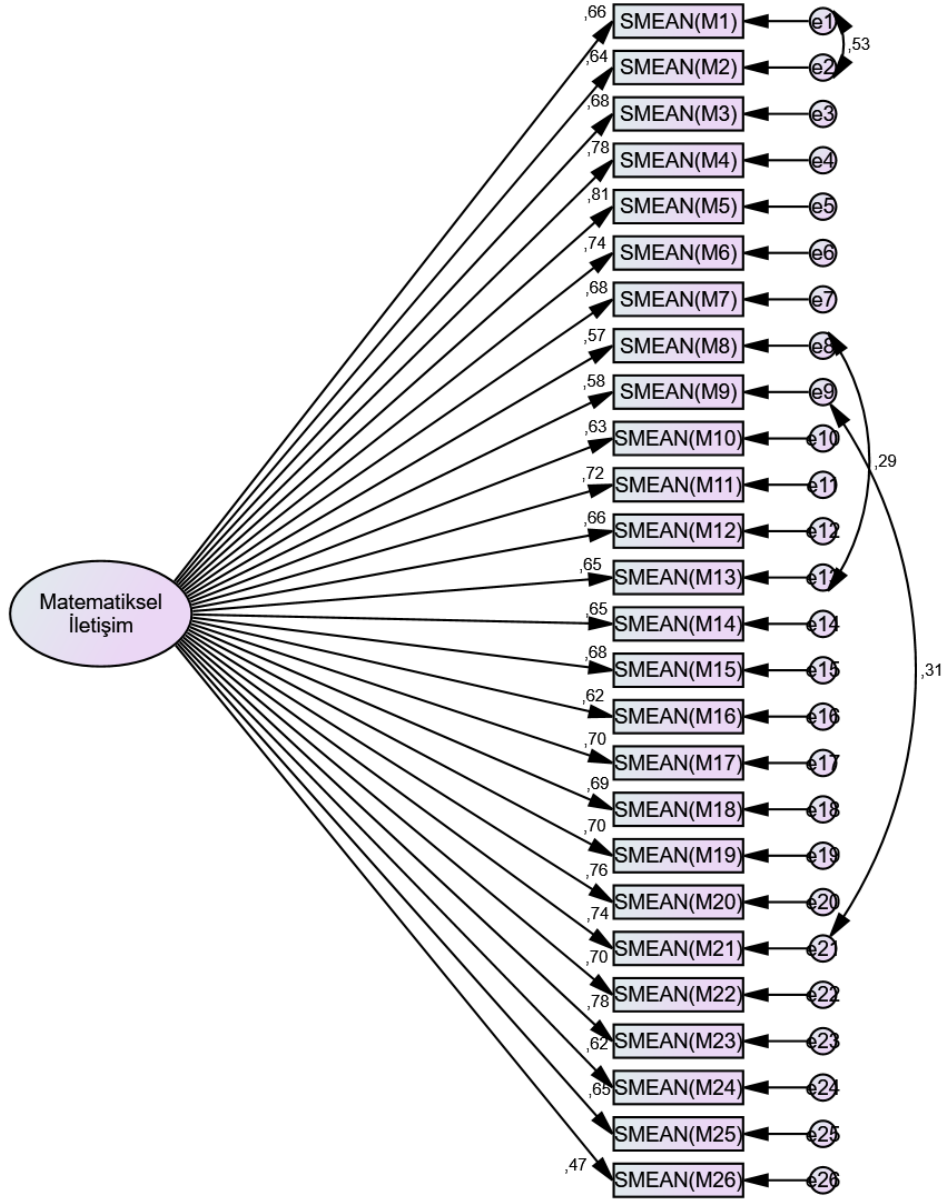 ,66 SMEAN(M1) e1
,53
,64 SMEAN(M2) e2
,68 SMEAN(M3) e3
,78 SMEAN(M4) e4
,81 SMEAN(M5) e5
,74 SMEAN(M6) e6
,68 SMEAN(M7) e7
,57 SMEAN(M8) e8
,58 SMEAN(M9) e9
,63 SMEAN(M10) e10
,29
,72 SMEAN(M11) e11
,66 SMEAN(M12) e12
,65 SMEAN(M13) e13
Matematiksel
İletişim
,65 SMEAN(M14) e14
,68 SMEAN(M15) e15
,31
,62 SMEAN(M16) e16
,70 SMEAN(M17) e17
,69 SMEAN(M18) e18
,70 SMEAN(M19) e19
,76 SMEAN(M20) e20
,74 SMEAN(M21) e21
,70 SMEAN(M22) e22
,78 SMEAN(M23) e23
,62 SMEAN(M24) e24
,65 SMEAN(M25) e25
,47 SMEAN(M26) e26